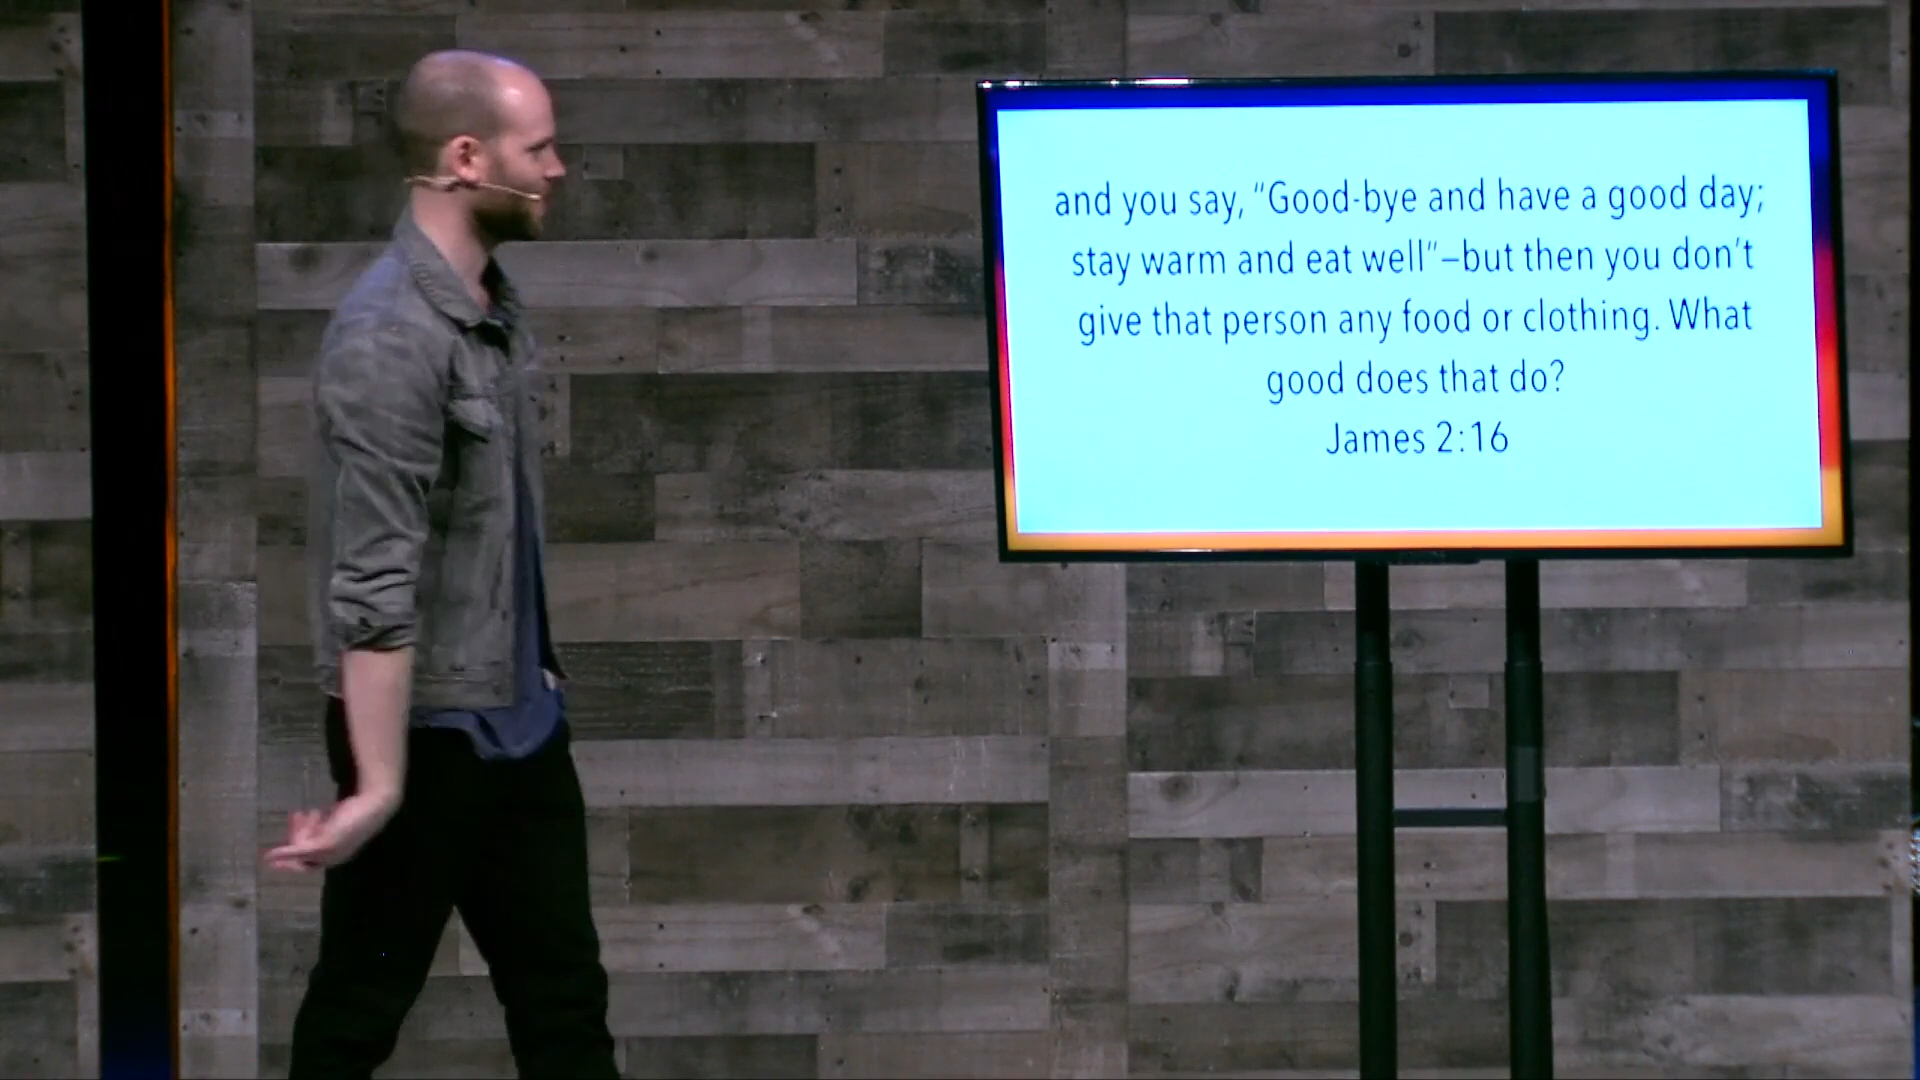 and you say, “Good-bye and have a good day;
stay warm and eat well”–but then you don’t
give that person any food or clothing. What
good does that do?
James 2:16